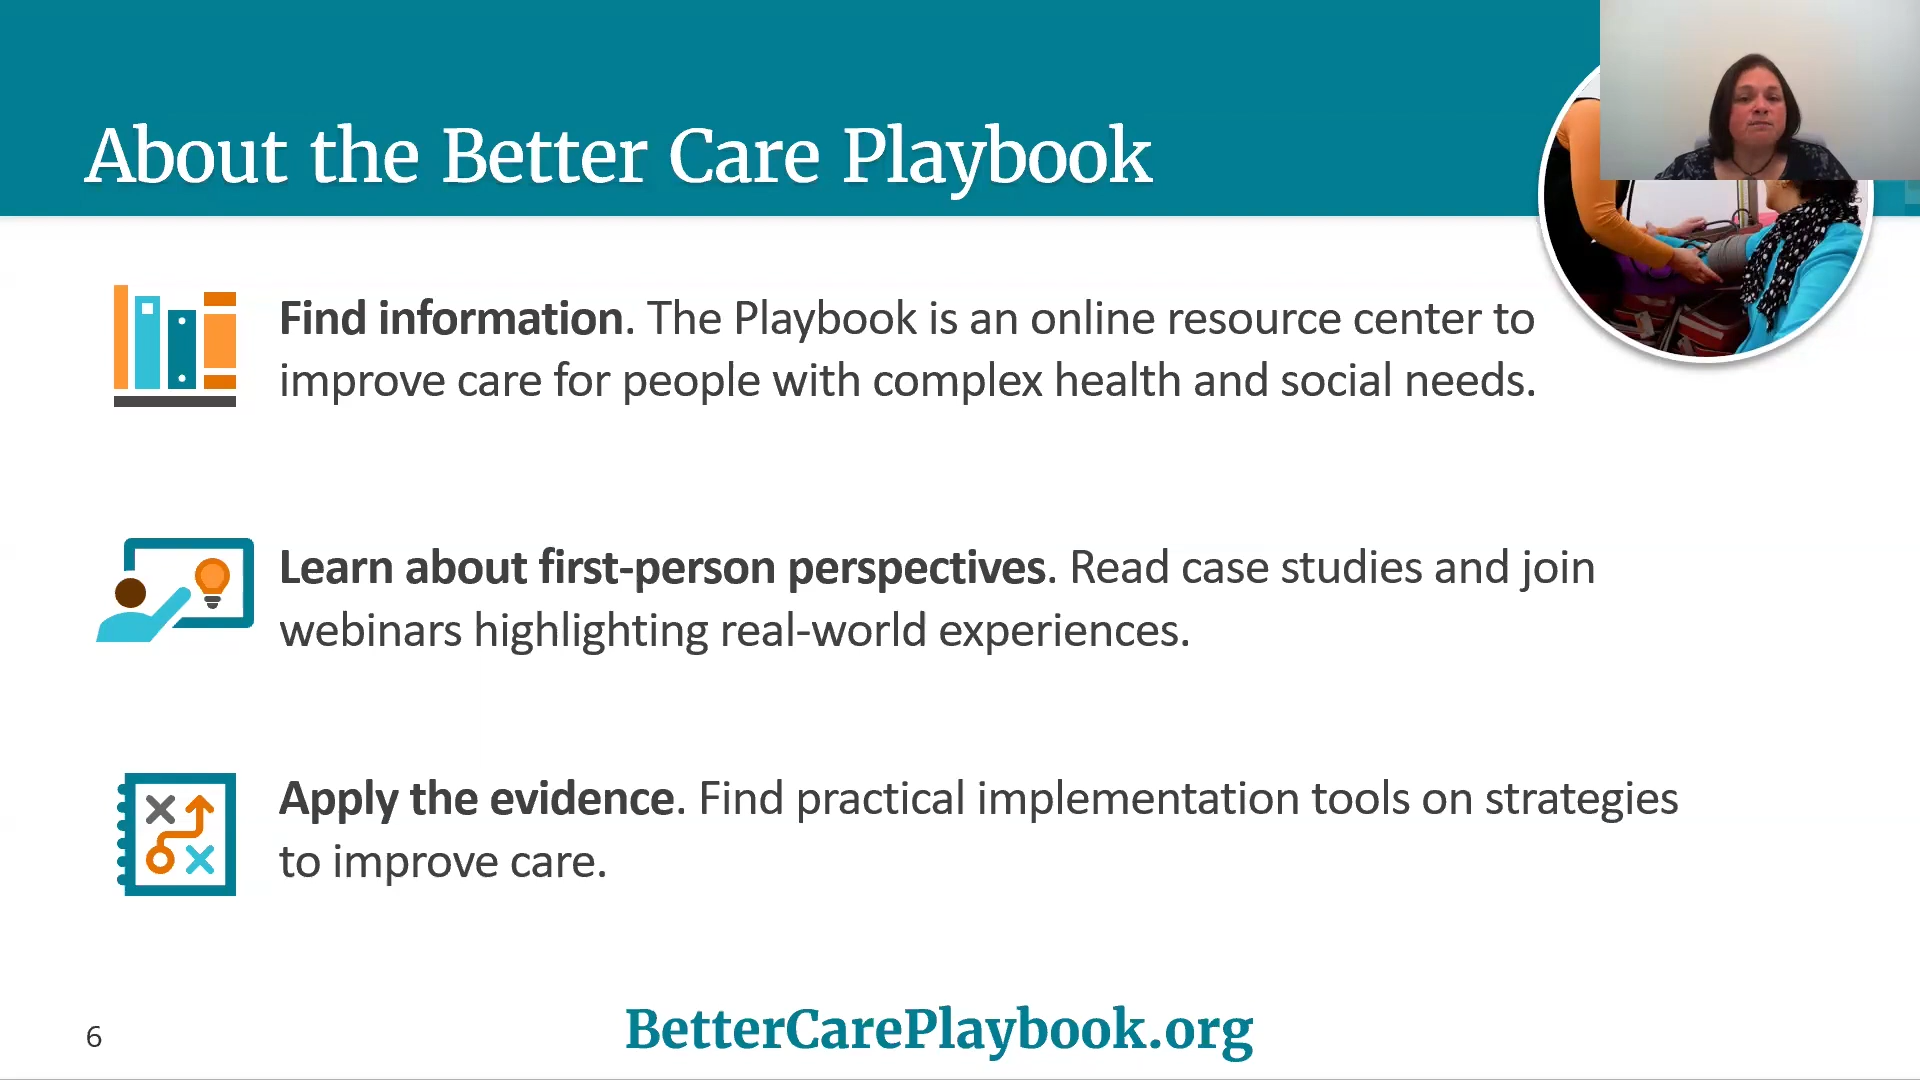 About the Better Care Playbook
Find information. The Playbook is an online resource center to
improve care for people with complex health and social needs.
Learn about first-person perspectives. Read case studies and join
webinars highlighting real-world experiences.
Apply the evidence. Find practical implementation tools on strategies
to improve care.
6
BetterCarePlaybook.org